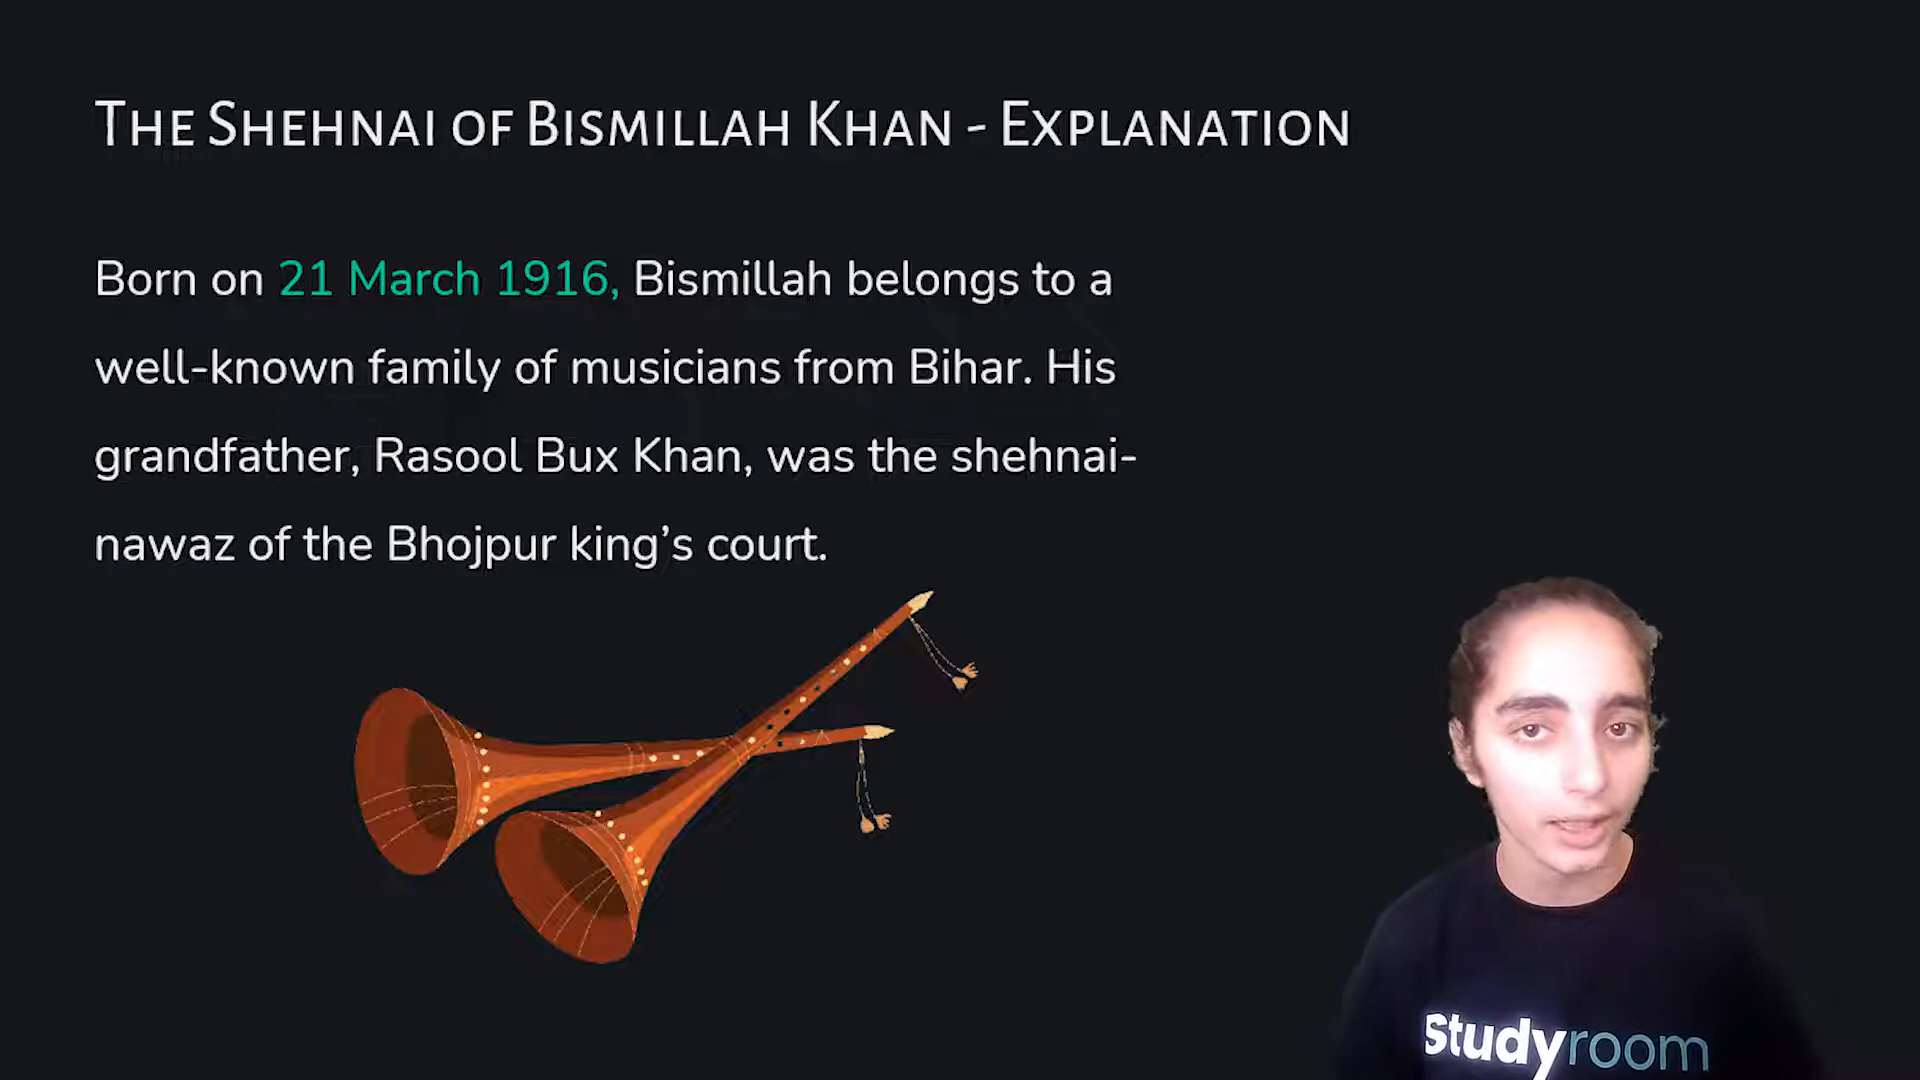 The Shehnai of Bismillah Khan - Explanation
Born on 21 March 1916, Bismillah belongs to a
well-known family of musicians from Bihar. His
grandfather, Rasool Bux Khan, was the shehnai-
nawaz of the Bhojpur king’s court.
Studyroom